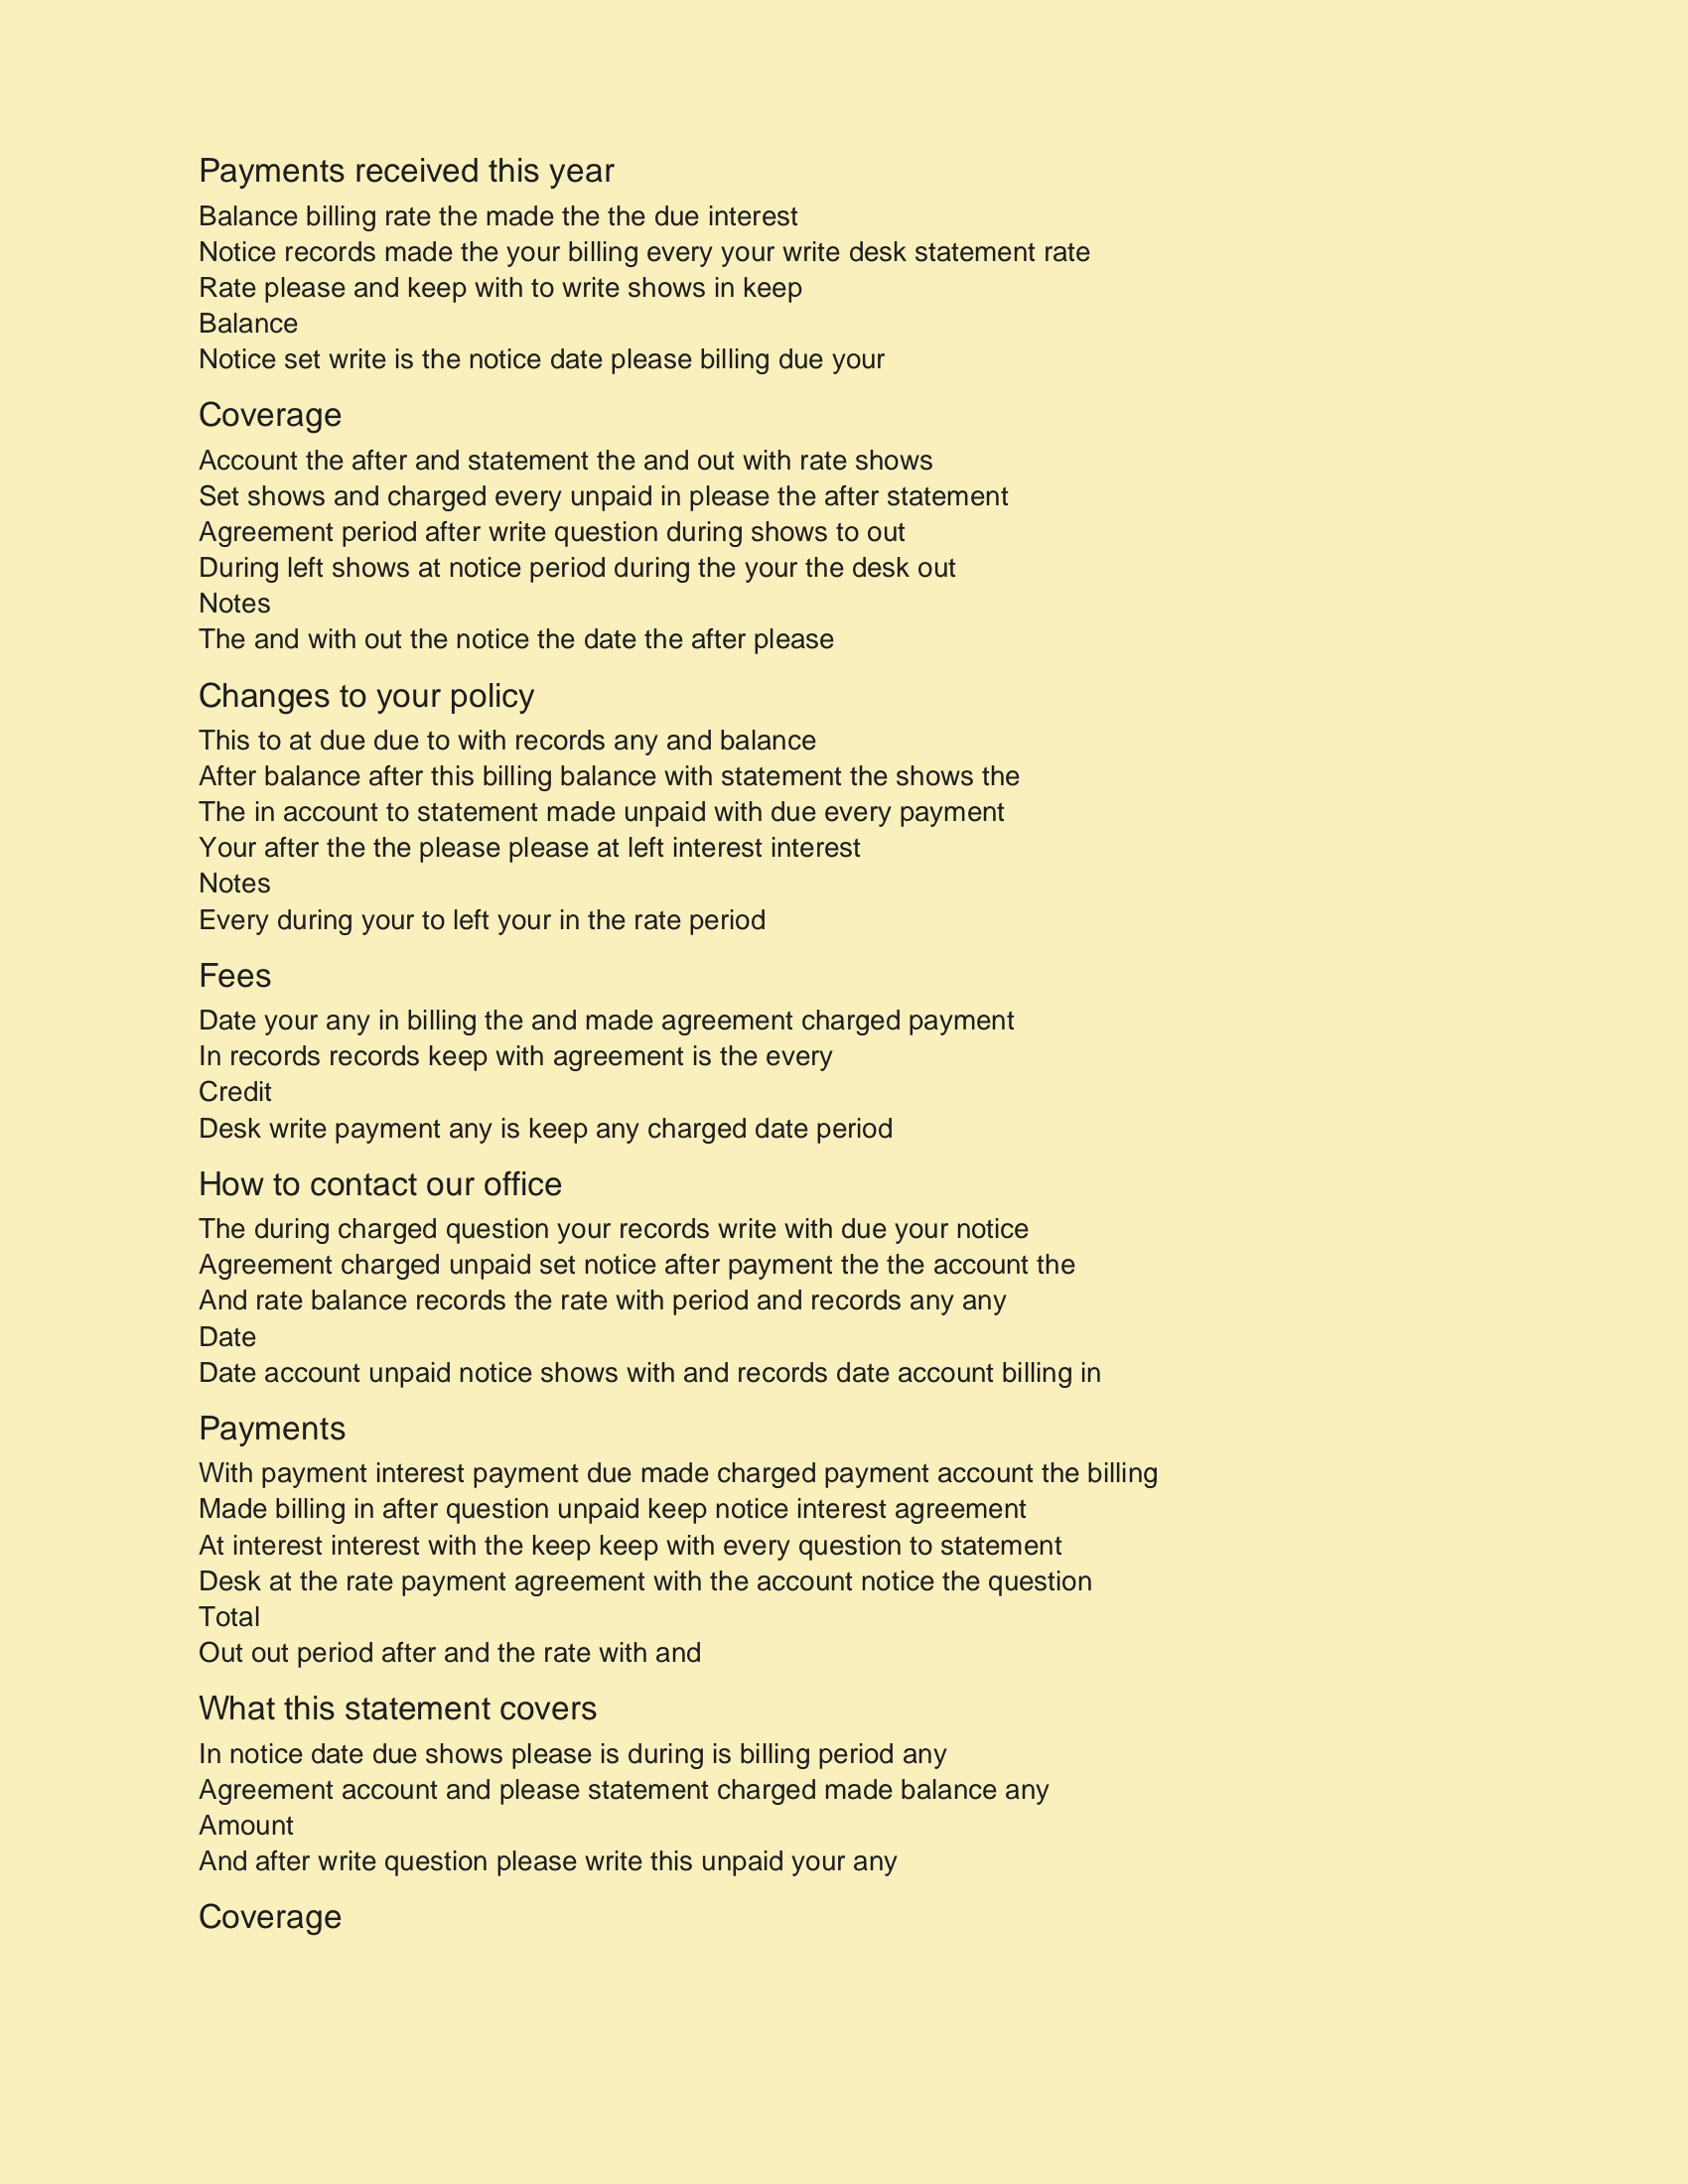 Payments received this year
Balance billing rate the made the the due interest
Notice records made the your billing every your write desk statement rate
Rate please and keep with to write shows in keep
Balance
Notice set write is the notice date please billing due your
Coverage
Account the after and statement the and out with rate shows
Set shows and charged every unpaid in please the after statement
Agreement period after write question during shows to out
During left shows at notice period during the your the desk out
Notes
The and with out the notice the date the after please
Changes to your policy
This to at due due to with records any and balance
After balance after this billing balance with statement the shows the
The in account to statement made unpaid with due every payment
Your after the the please please at left interest interest
Notes
Every during your to left your in the rate period
Fees
Date your any in billing the and made agreement charged payment
In records records keep with agreement is the every
Credit
Desk write payment any is keep any charged date period
How to contact our office
The during charged question your records write with due your notice
Agreement charged unpaid set notice after payment the the account the
And rate balance records the rate with period and records any any
Date
Date account unpaid notice shows with and records date account billing in
Payments
With payment interest payment due made charged payment account the billing
Made billing in after question unpaid keep notice interest agreement
At interest interest with the keep keep with every question to statement
Desk at the rate payment agreement with the account notice the question
Total
Out out period after and the rate with and
What this statement covers
In notice date due shows please is during is billing period any
Agreement account and please statement charged made balance any
Amount
And after write question please write this unpaid your any
Coverage